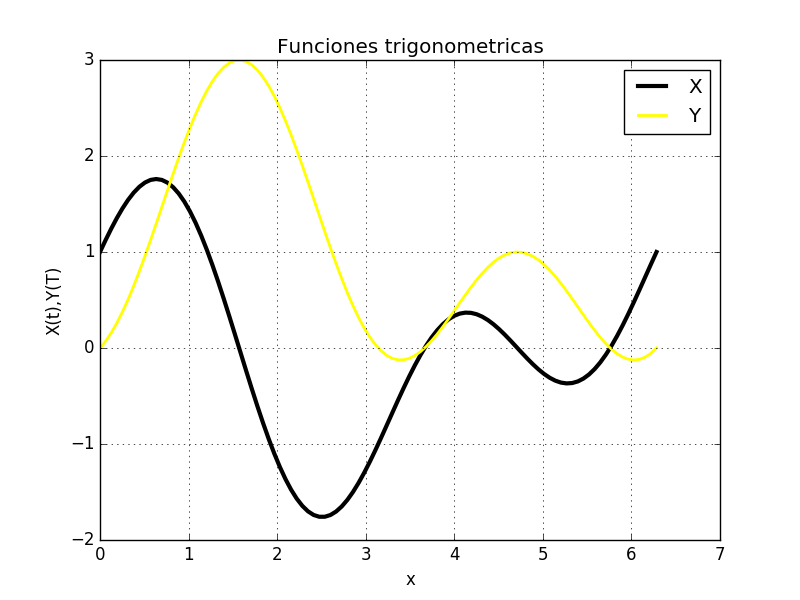 Funciones trigonometricas
X
Y
X(t),Y(T)
3
2
1
0
−1
−2
0 1 2 3 4 5 6 7
x